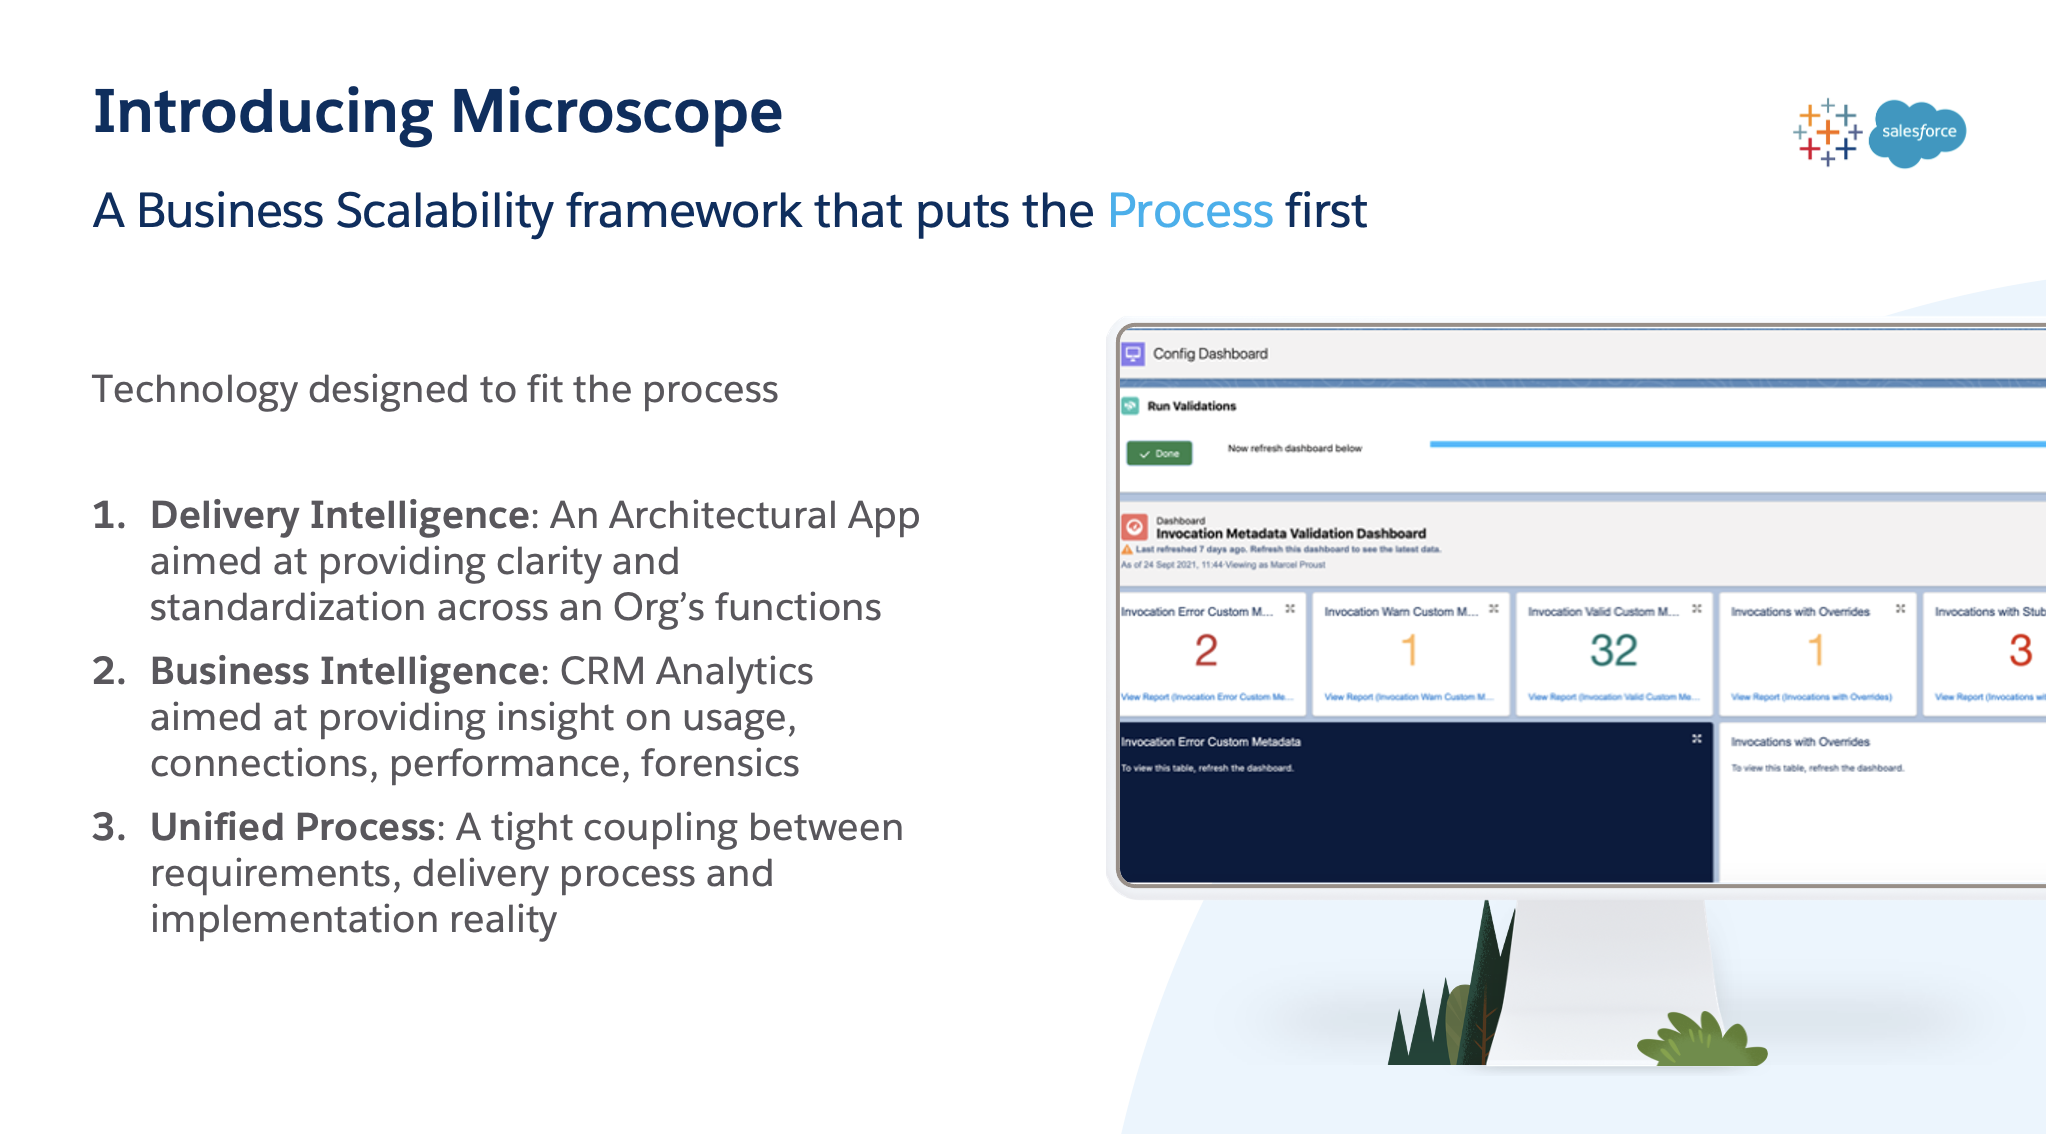 Introducing Microscope
salesforce
A Business Scalability framework that puts the Process first
Technology designed to fit the process
1. Delivery Intelligence: An Architectural App
aimed at providing clarity and
standardization across an Org’s functions
2. Business Intelligence: CRM Analytics
aimed at providing insight on usage,
connections, performance, forensics
3. Unified Process: A tight coupling between
requirements, delivery process and
implementation reality
Config Dashboard
Run Validations
Done
Now refresh dashboard below
Dashboard
Invocation Metadata Validation Dashboard
Last refreshed 7 days ago. Refresh this dashboard to see the latest data.
As of 24 Sept 2021, 11:44·Viewing as Marcel Proust
Invocation Error Custom M...
2
View Report (Invocation Error Custom Me...
Invocation Warn Custom M...
1
View Report (Invocation Warn Custom M...
Invocation Valid Custom M...
32
View Report (Invocation Valid Custom Me...
Invocations with Overrides
1
View Report (Invocations with Overrides)
Invocations with Stub
3
View Report (Invocations wi
Invocation Error Custom Metadata
To view this table, refresh the dashboard.
Invocations with Overrides
To view this table, refresh the dashboard.